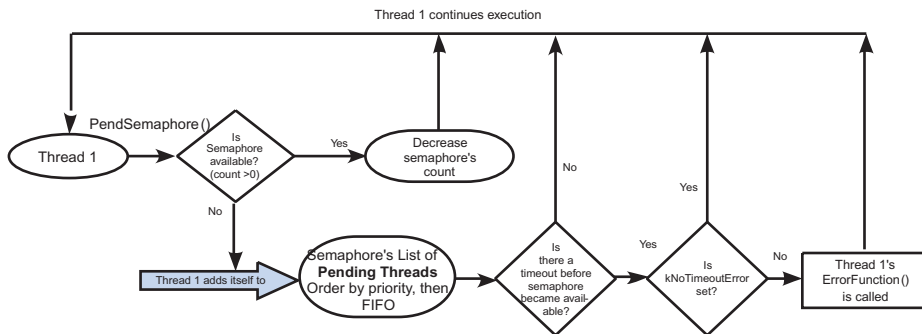 Thread 1 continues execution
PendSemaphore()
Thread 1
Is
Semaphore
available?
(count >0)
Yes
Decrease
semaphore's
count
No
Thread 1 adds itself to
Semaphore's List of
Pending Threads
Order by priority, then
FIFO
Is
there a
timeout before
semaphore
became avail-
able?
No
Yes
Is
kNoTimeoutError
set?
Yes
No
Thread 1's
ErrorFunction()
is called